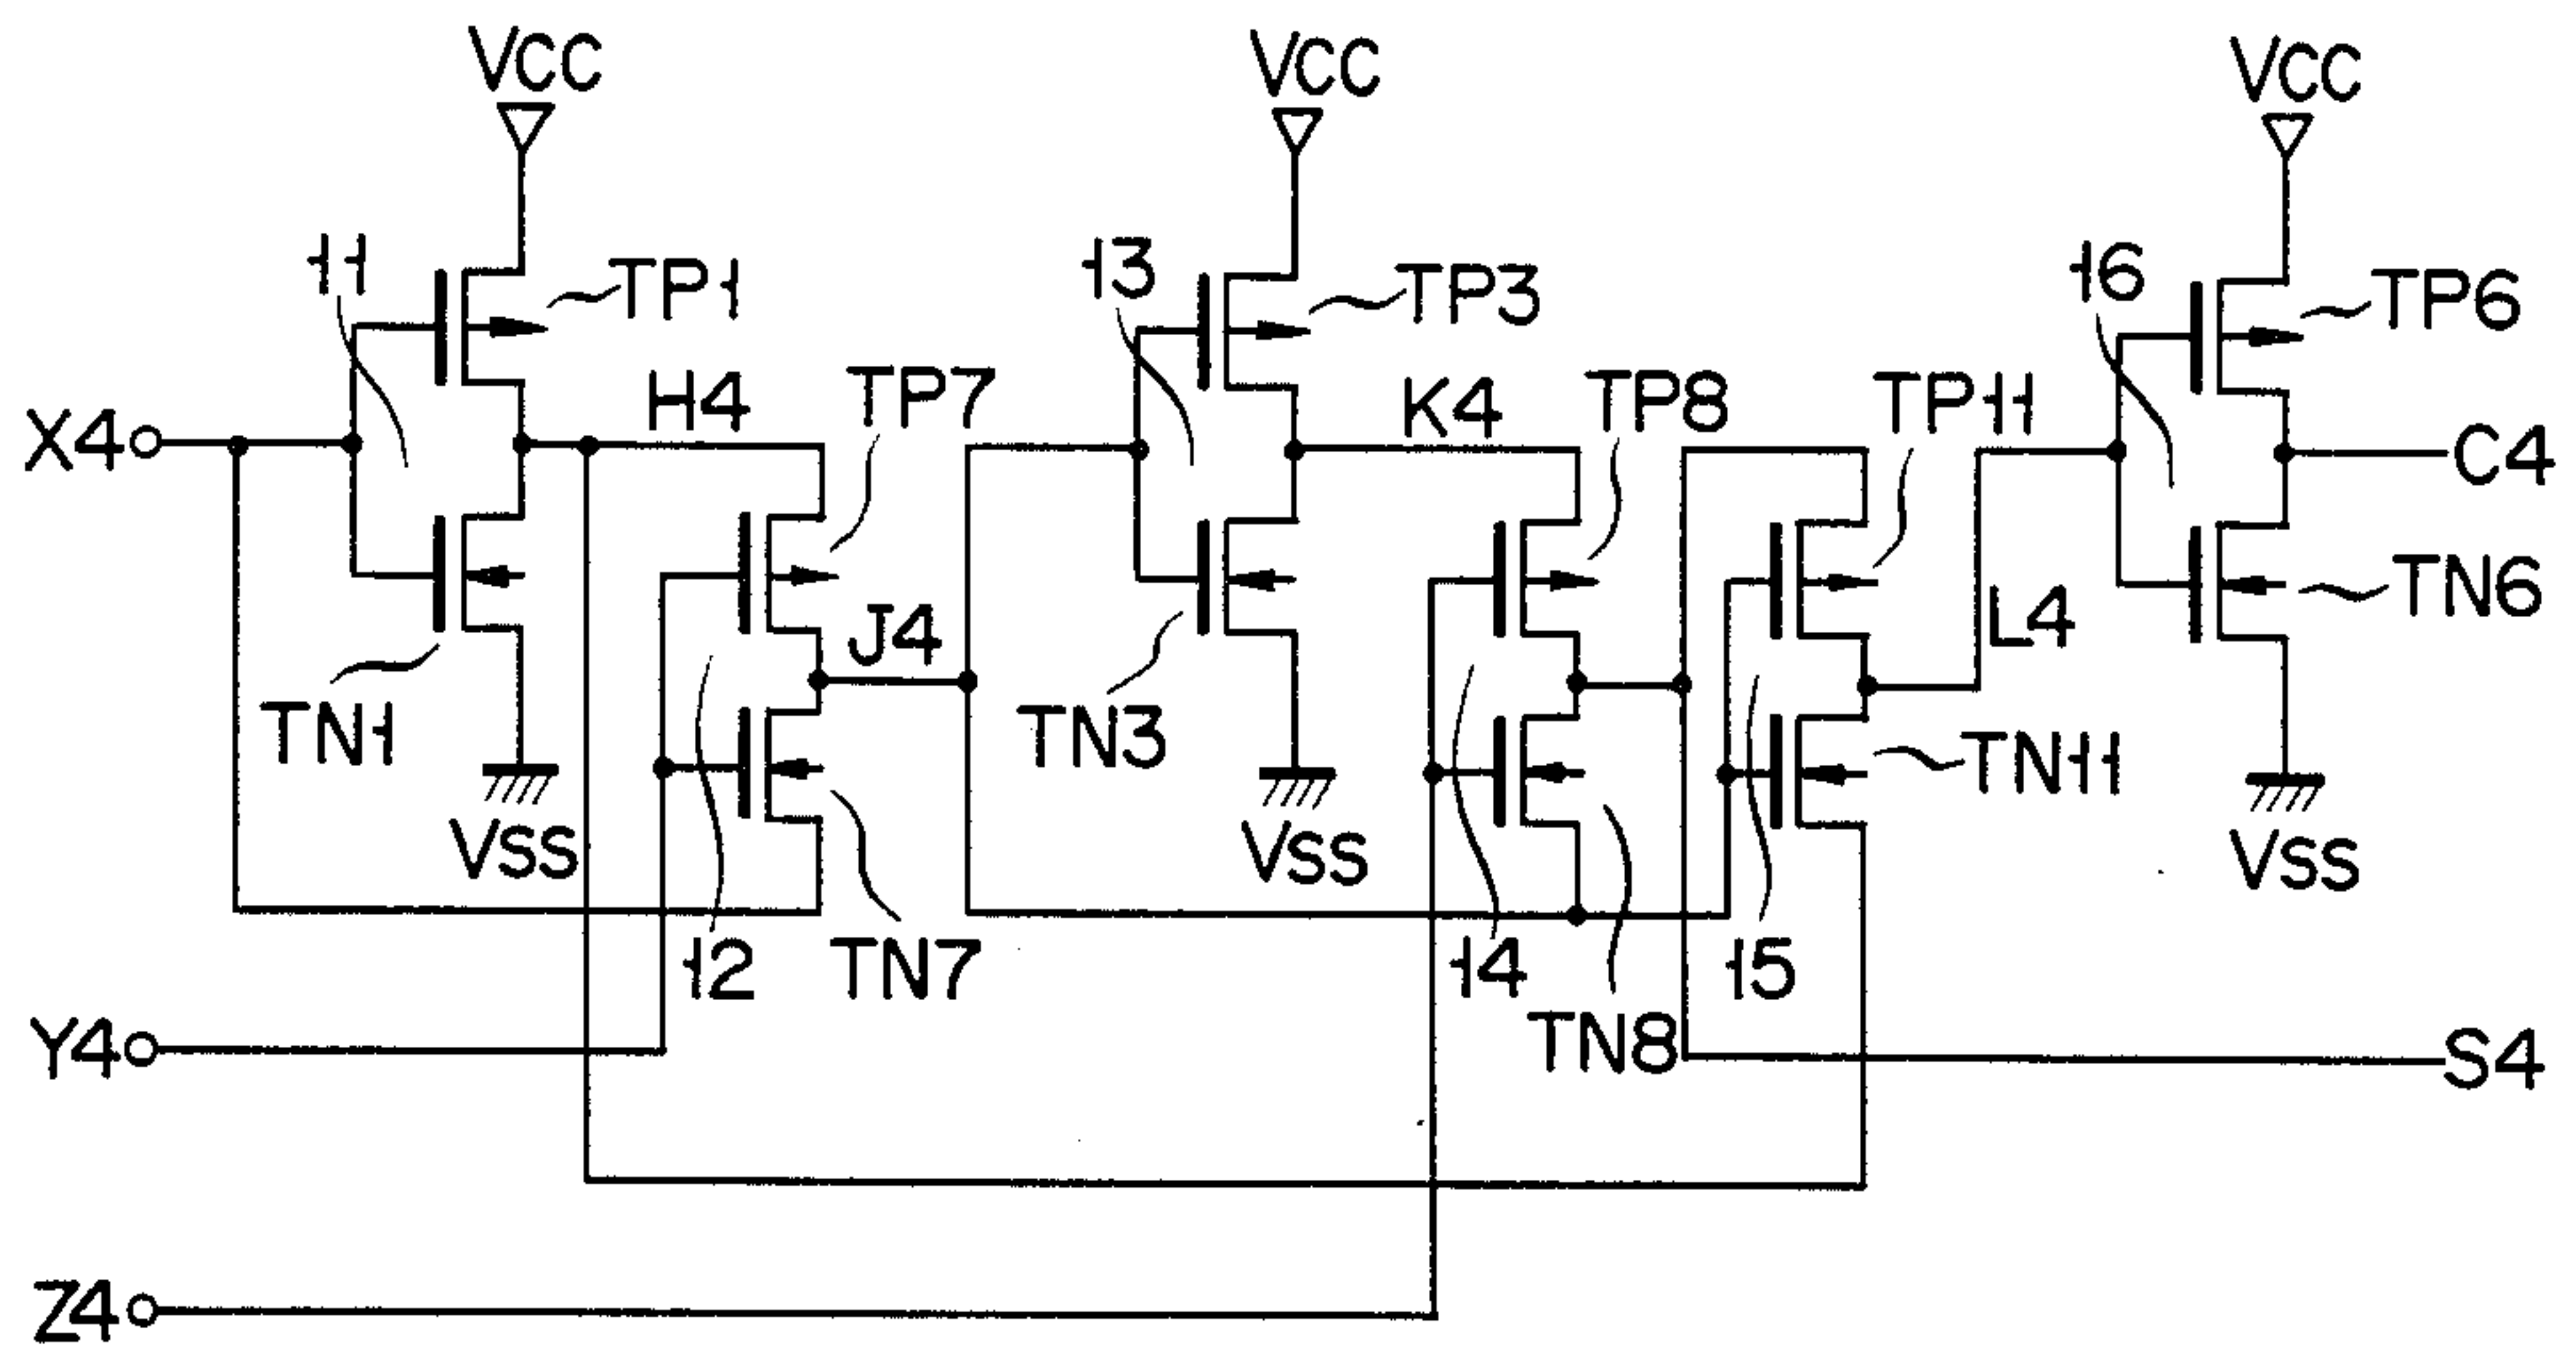 VCC
VCC
VCC
11
TP1
13
TP3
16
TP6
H4
TP7
K4
TP8
TP11
X4
C4
J4
L4
TN6
TN1
TN3
TN11
VSS
VSS
VSS
12
TN7
14
15
TN8
Y4
S4
Z4